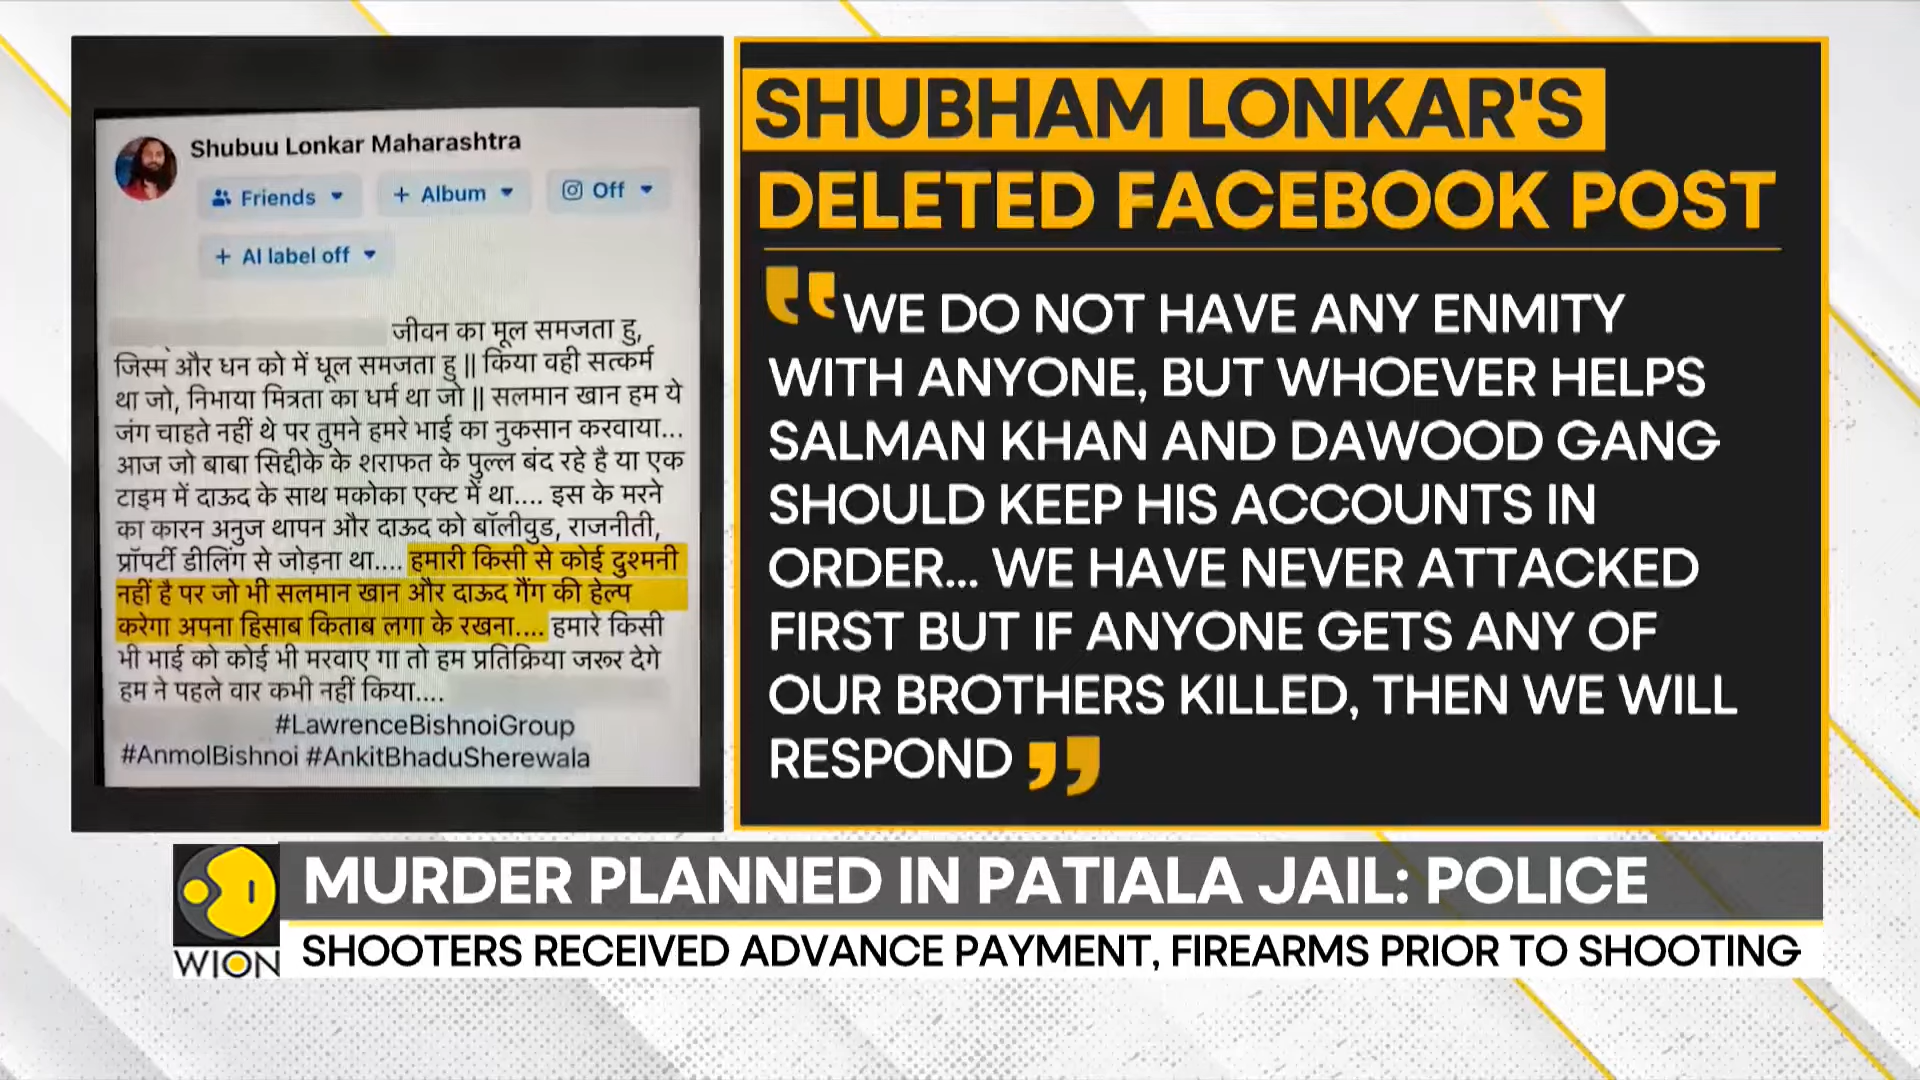 Shubuu Lonkar Maharashtra
Friends
+ Album
Off
+ AI label off
जीवन का मूल समजता हु,
जिस्म और धन को में धूल समजता हु || किया वही सत्कर्म
था जो, निभाया मित्रता का धर्म था जो || सलमान खान हम ये
जंग चाहते नहीं थे पर तुमने हमरे भाई का नुकसान करवाया...
आज जो बाबा सिद्दीके के शराफत के पुल्ल बंद रहे है या एक
टाइम में दाऊद के साथ मकोका एक्ट में था.... इस के मरने
का कारन अनुज थापन और दाऊद को बॉलीवुड, राजनीती,
प्रॉपर्टी डीलिंग से जोड़ना था.... हमारी किसी से कोई दुश्मनी
नहीं है पर जो भी सलमान खान और दाऊद गैंग की हेल्प
करेगा अपना हिसाब किताब लगा के रखना.... हमारे किसी
भी भाई को कोई भी मरवाए गा तो हम प्रतिक्रिया जरूर देगे
हम ने पहले वार कभी नहीं किया....
#LawrenceBishnoiGroup
#AnmolBishnoi #AnkitBhaduSherewala
SHUBHAM LONKAR'S
DELETED FACEBOOK POST
"WE DO NOT HAVE ANY ENMITY
WITH ANYONE, BUT WHOEVER HELPS
SALMAN KHAN AND DAWOOD GANG
SHOULD KEEP HIS ACCOUNTS IN
ORDER... WE HAVE NEVER ATTACKED
FIRST BUT IF ANYONE GETS ANY OF
OUR BROTHERS KILLED, THEN WE WILL
RESPOND"
MURDER PLANNED IN PATIALA JAIL: POLICE
SHOOTERS RECEIVED ADVANCE PAYMENT, FIREARMS PRIOR TO SHOOTING
WION